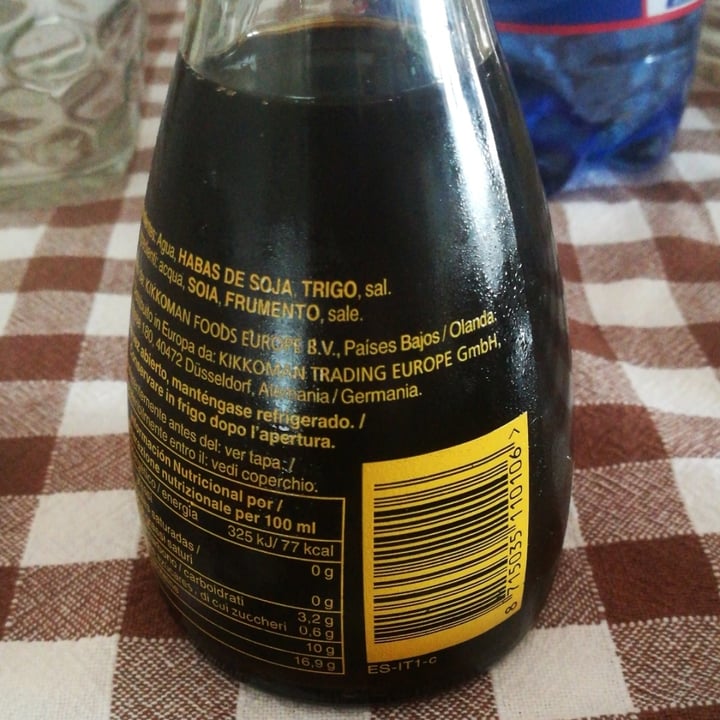 Agua, HABAS DE SOJA, TRIGO, sal.
acqua, SOIA, FRUMENTO, sale.
KIKKOMAN FOODS EUROPE B.V., Países Bajos / Olanda.
in Europa da: KIKKOMAN TRADING EUROPE GmbH,
180, 40472 Düsseldorf, Alemania / Germania.
abierto, manténgase refrigerado. /
conservare in frigo dopo l'apertura.
antes del: ver tapa. /
entro il: vedi coperchio.
Nutricional por /
nutrizionale per 100 ml
/ energia
325 kJ/ 77 kcal
0 g
saturadas /
saturi
0 g
/ carboidrati
3,2 g
, di cui zuccheri
0,6 g
10 g
16,9 g
8 715035 110106 >
ES-IT1-c